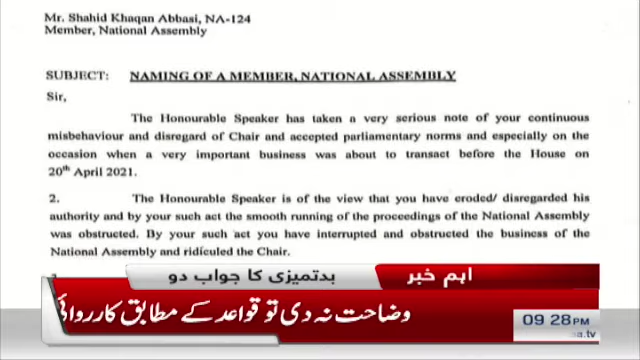 Mr. Shahid Khaqan Abbasi, NA-124
Member, National Assembly
SUBJECT: NAMING OF A MEMBER, NATIONAL ASSEMBLY
Sir,
The Honourable Speaker has taken a very serious note of your continuous
misbehaviour and disregard of Chair and accepted parliamentary norms and especially on the
occasion when a very important business was about to transact before the House on
20th April 2021.
2. The Honourable Speaker is of the view that you have eroded/ disregarded his
authority and by your such act the smooth running of the proceedings of the National Assembly
was obstructed. By your such act you have interrupted and obstructed the business of the
National Assembly and ridiculed the Chair.
اہم خبر
بدتمیزی کا جواب دو
وضاحت نہ دی تو قواعد کے مطابق کارروائی
09:28 PM
sa.tv